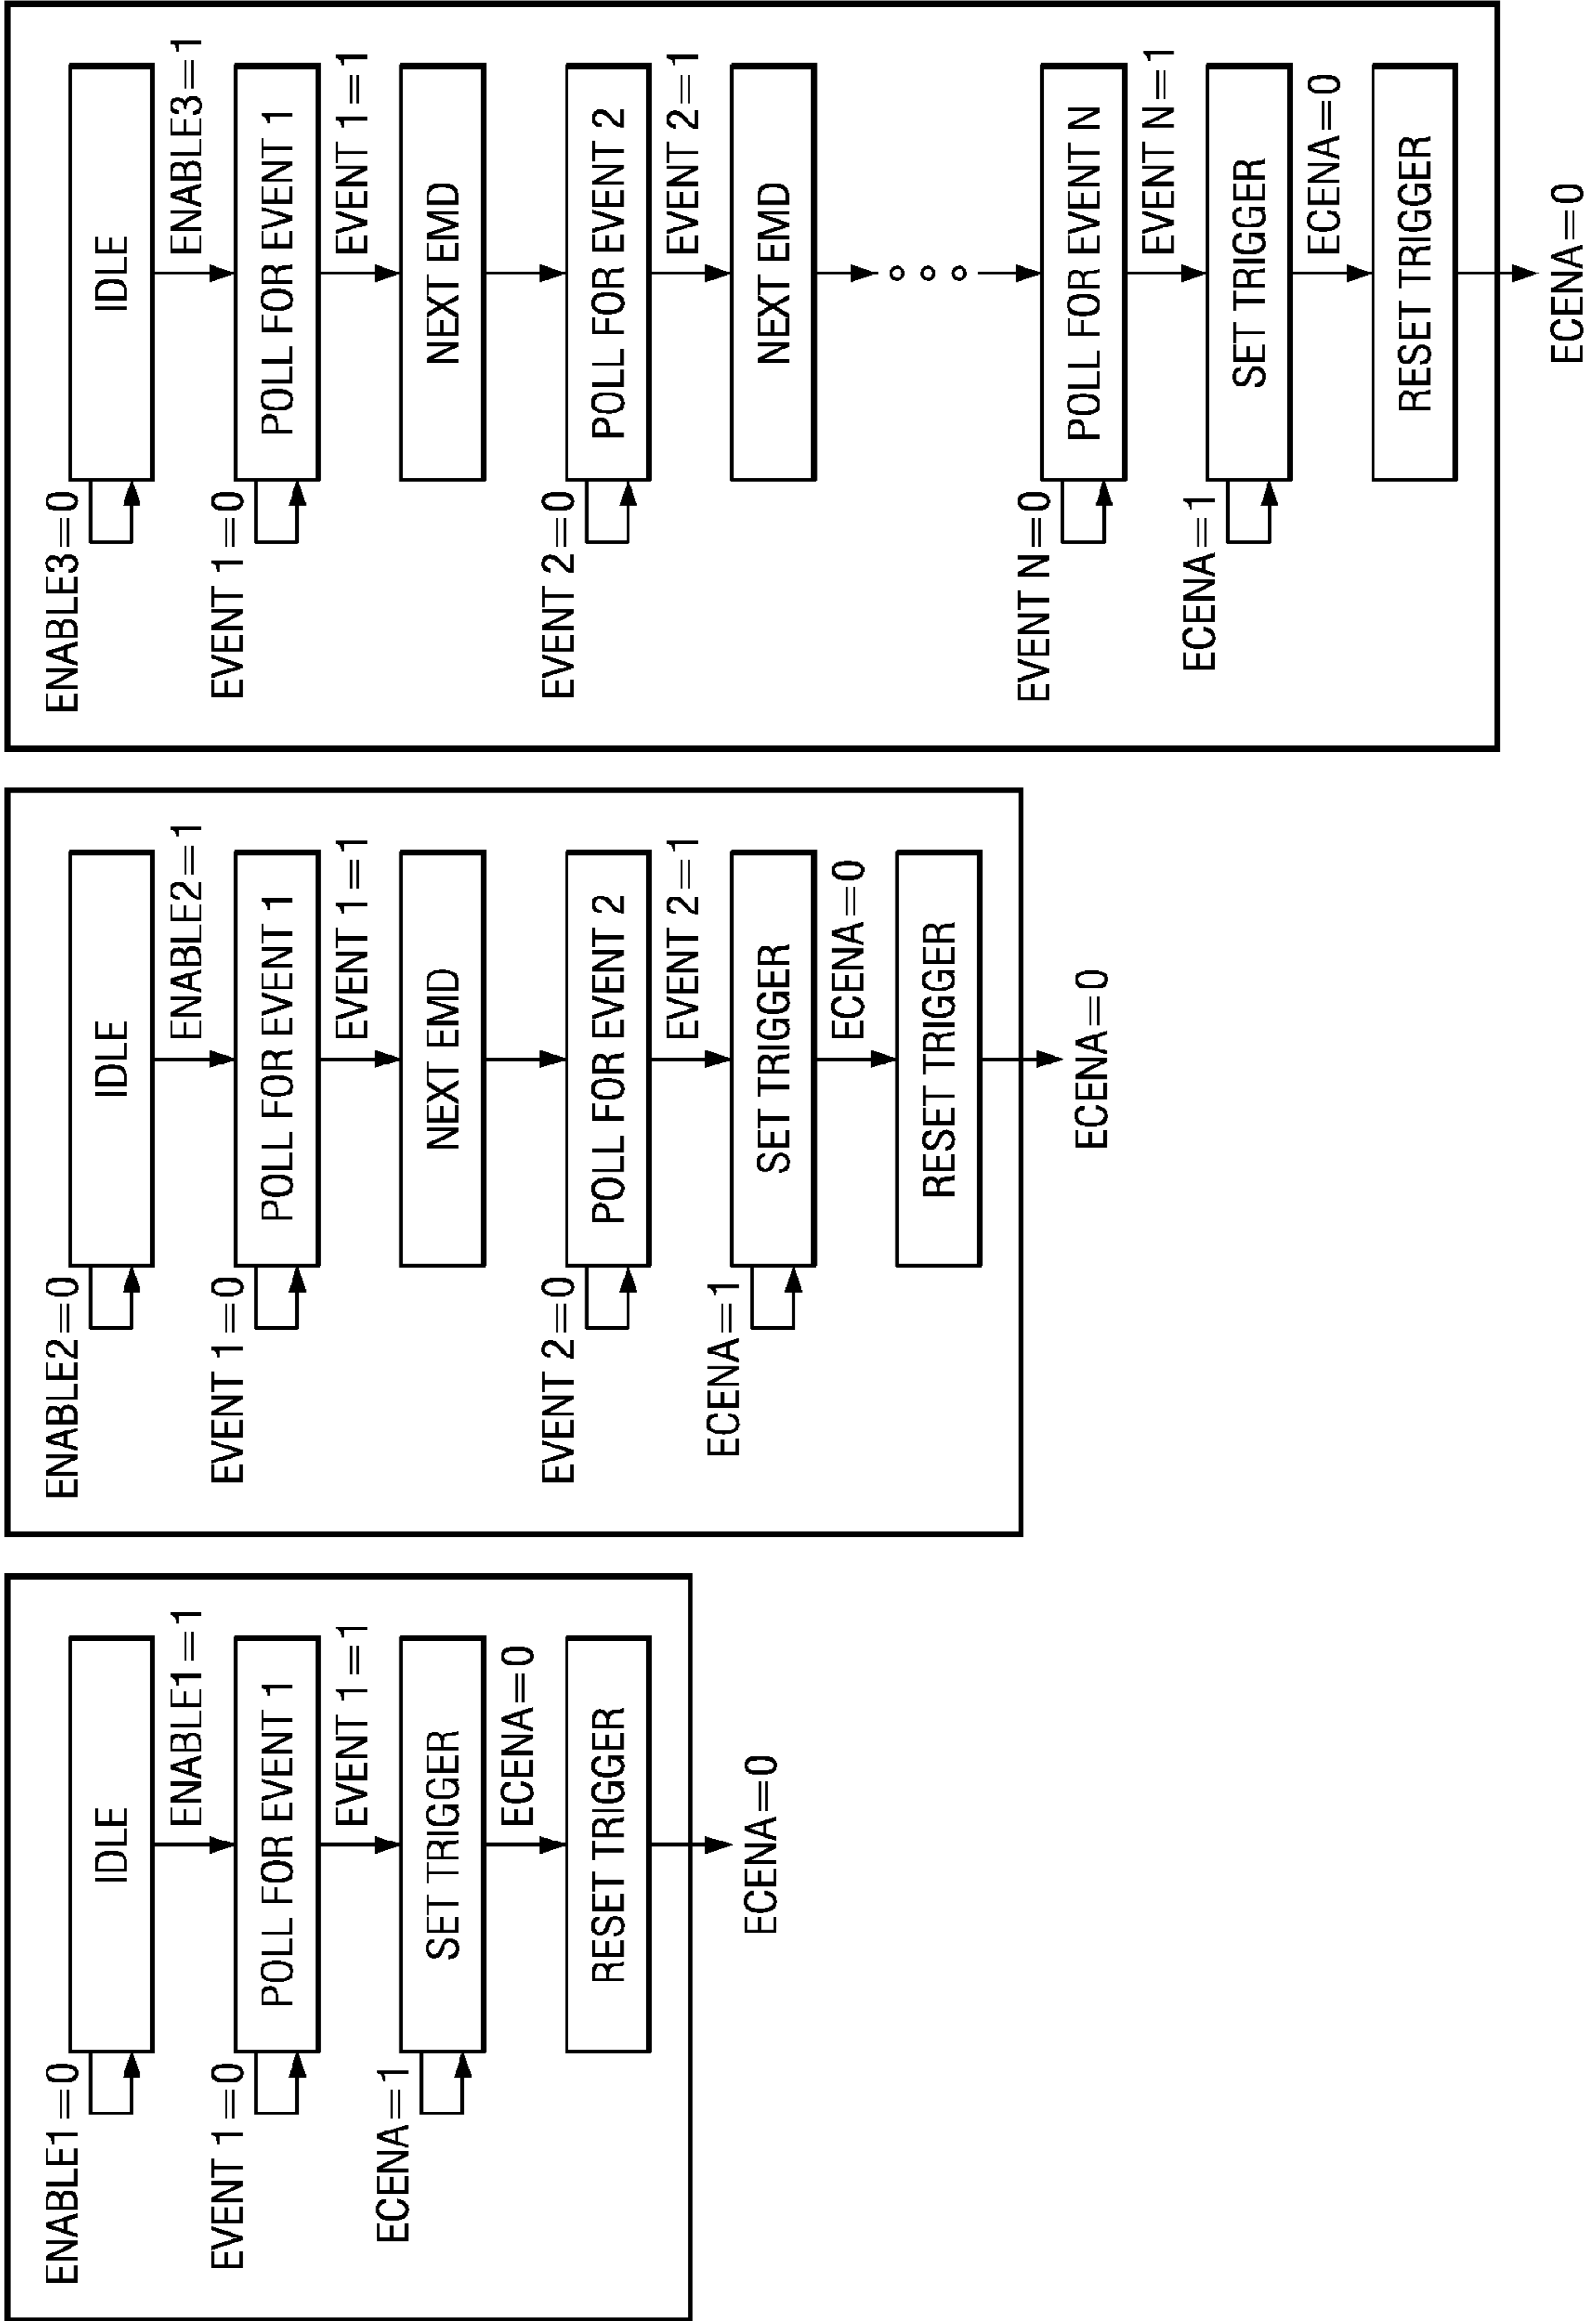 ENABLE1=0
IDLE
ENABLE1=1
EVENT 1=0
POLL FOR EVENT 1
EVENT 1=1
ECENA=1
SET TRIGGER
ECENA=0
RESET TRIGGER
ECENA=0
ENABLE2=0
IDLE
ENABLE2=1
EVENT 1=0
POLL FOR EVENT 1
EVENT 1=1
NEXT EMD
EVENT 2=0
POLL FOR EVENT 2
EVENT 2=1
ECENA=1
SET TRIGGER
ECENA=0
RESET TRIGGER
ECENA=0
ENABLE3=0
IDLE
ENABLE3=1
EVENT 1=0
POLL FOR EVENT 1
EVENT 1=1
NEXT EMD
EVENT 2=0
POLL FOR EVENT 2
EVENT 2=1
NEXT EMD
EVENT N=0
POLL FOR EVENT N
EVENT N=1
ECENA=1
SET TRIGGER
ECENA=0
RESET TRIGGER
ECENA=0